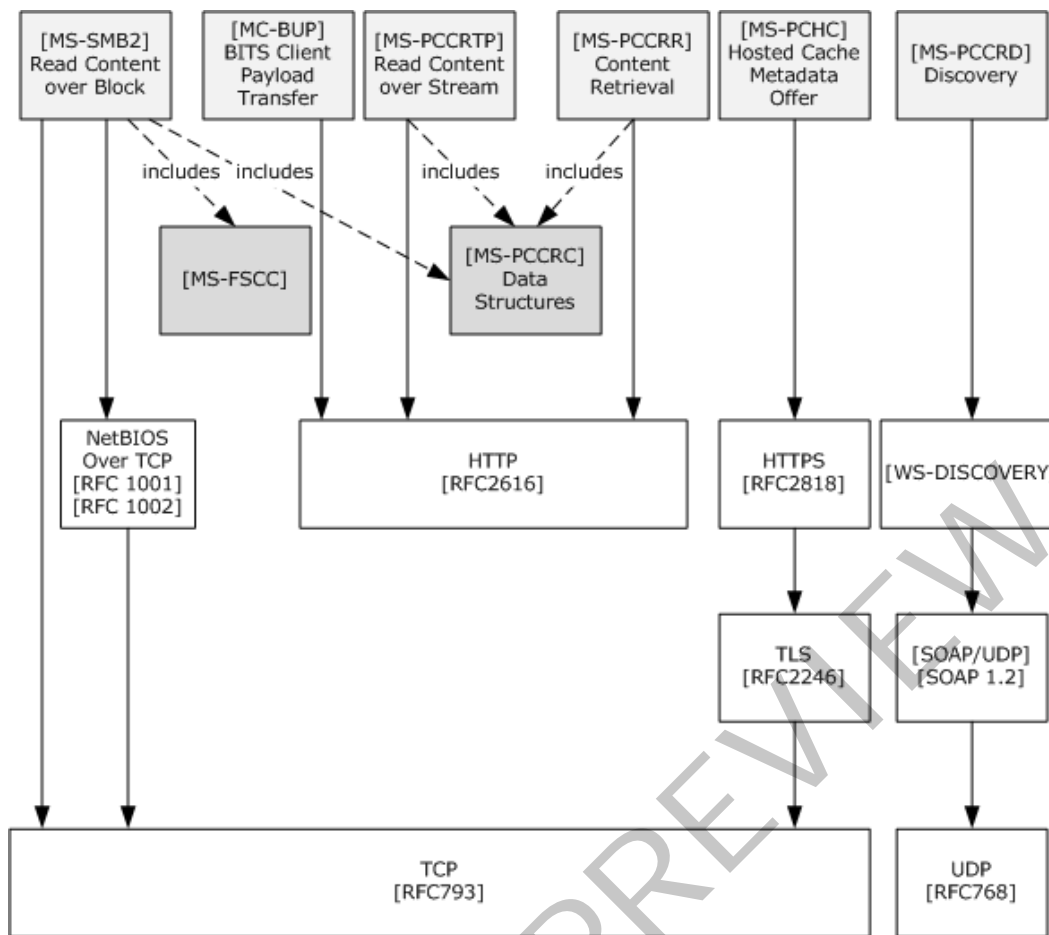 [MS-SMB2]
Read Content
over Block
[MC-BUP]
BITS Client
Payload
Transfer
[MS-PCCRTP]
Read Content
over Stream
[MS-PCCRR]
Content
Retrieval
[MS-PCHC]
Hosted Cache
Metadata
Offer
[MS-PCCRD]
Discovery
includes
includes
includes
includes
[MS-FSCC]
[MS-PCCRC]
Data
Structures
NetBIOS
Over TCP
[RFC 1001]
[RFC 1002]
HTTP
[RFC2616]
HTTPS
[RFC2818]
[WS-DISCOVERY
TLS
[RFC2246]
[SOAP/UDP]
[SOAP 1.2]
TCP
[RFC793]
UDP
[RFC768]
PREVIEW